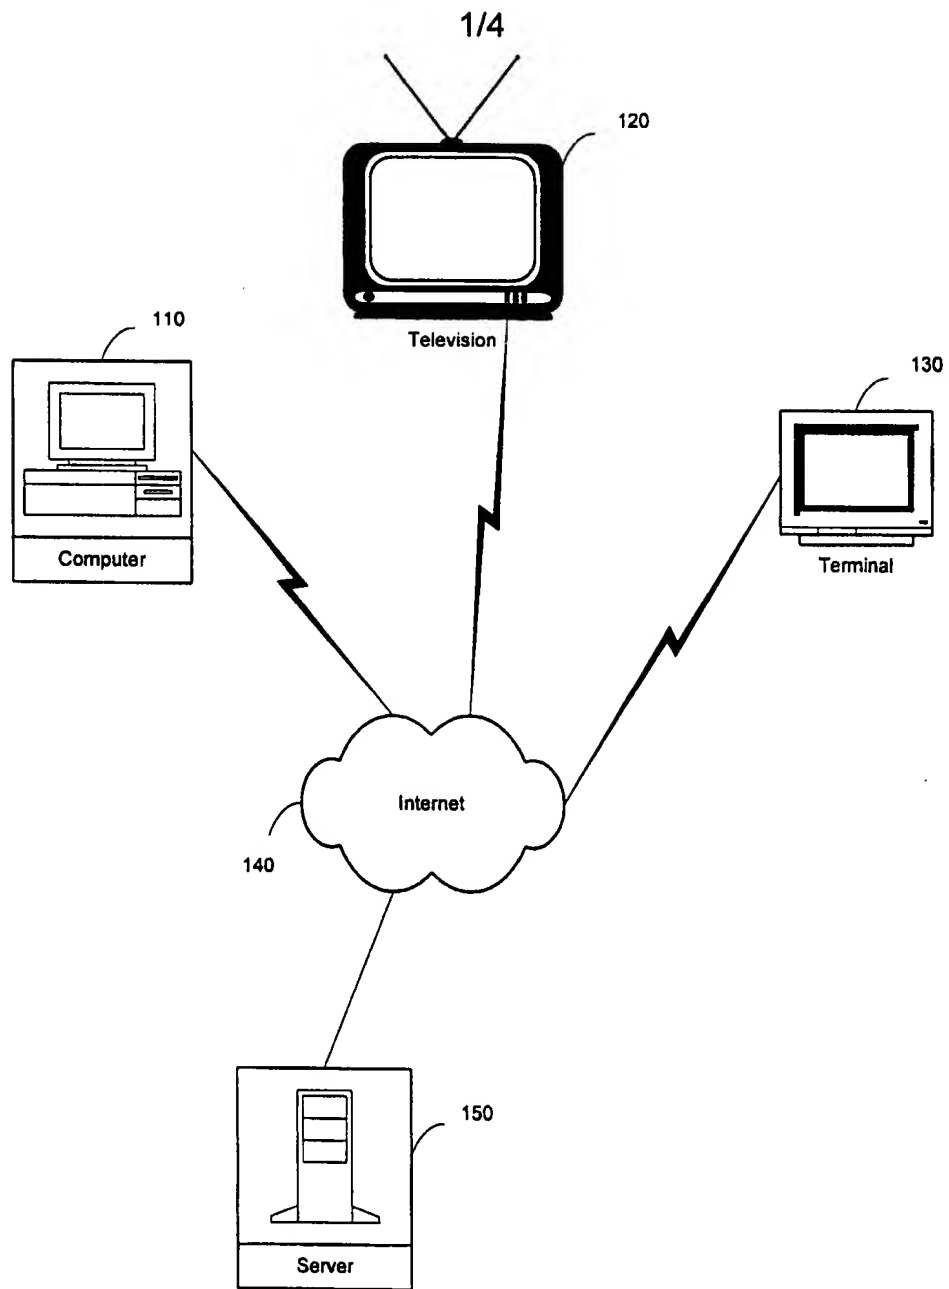 1/4
120
Television
110
Computer
130
Terminal
Internet
140
150
Server